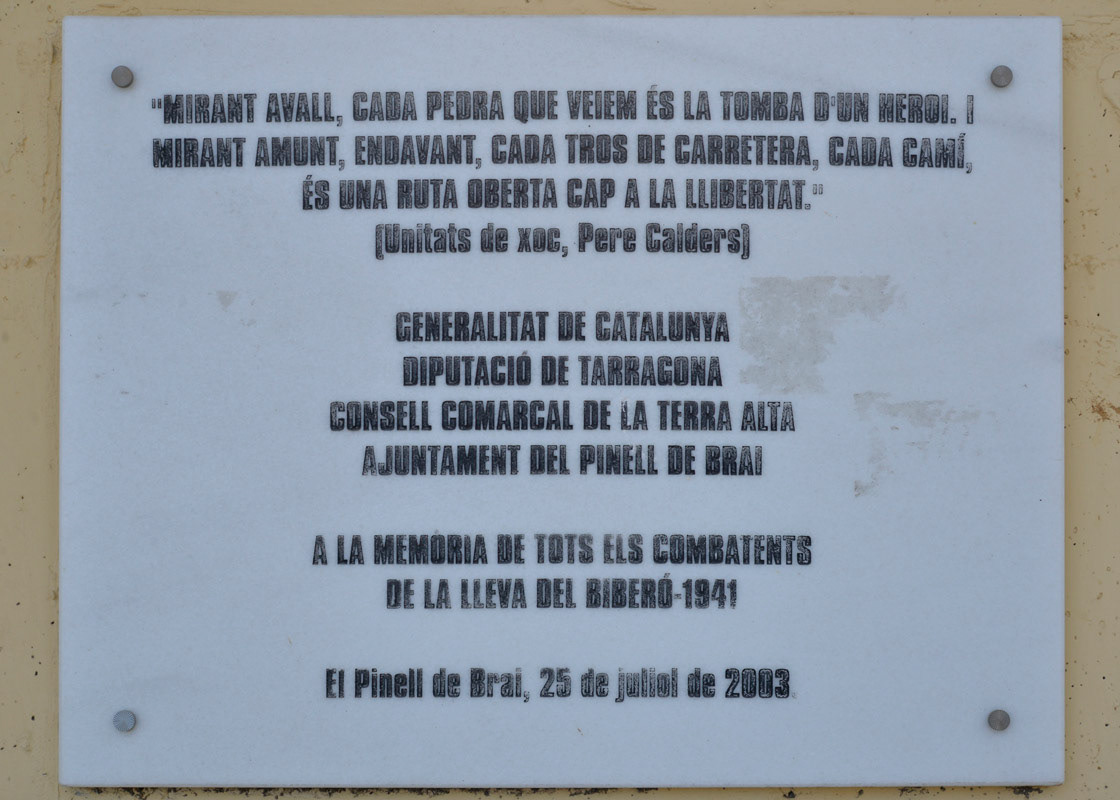 "MIRANT AVALL, CADA PEDRA QUE VEIEM ÉS LA TOMBA D'UN HEROI. I
MIRANT AMUNT, ENDAVANT, CADA TROS DE CARRETERA, CADA CAMÍ,
ÉS UNA RUTA OBERTA CAP A LA LLIBERTAT."
(Unitats de xoc, Pere Calders)
GENERALITAT DE CATALUNYA
DIPUTACIÓ DE TARRAGONA
CONSELL COMARCAL DE LA TERRA ALTA
AJUNTAMENT DEL PINELL DE BRAI
A LA MEMÒRIA DE TOTS ELS COMBATENTS
DE LA LLEVA DEL BIBERÓ-1941
El Pinell de Brai, 25 de juliol de 2003